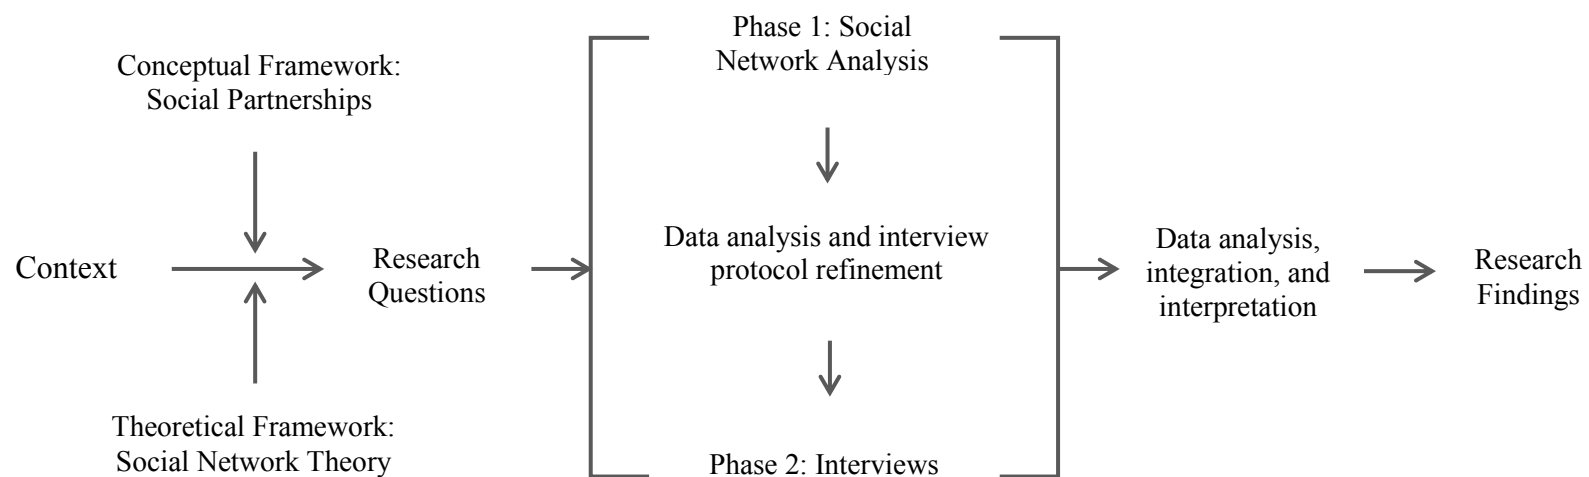 Conceptual Framework:
Social Partnerships
Context
Theoretical Framework:
Social Network Theory
Research
Questions
Phase 1: Social
Network Analysis
Data analysis and interview
protocol refinement
Phase 2: Interviews
Data analysis,
integration, and
interpretation
Research
Findings